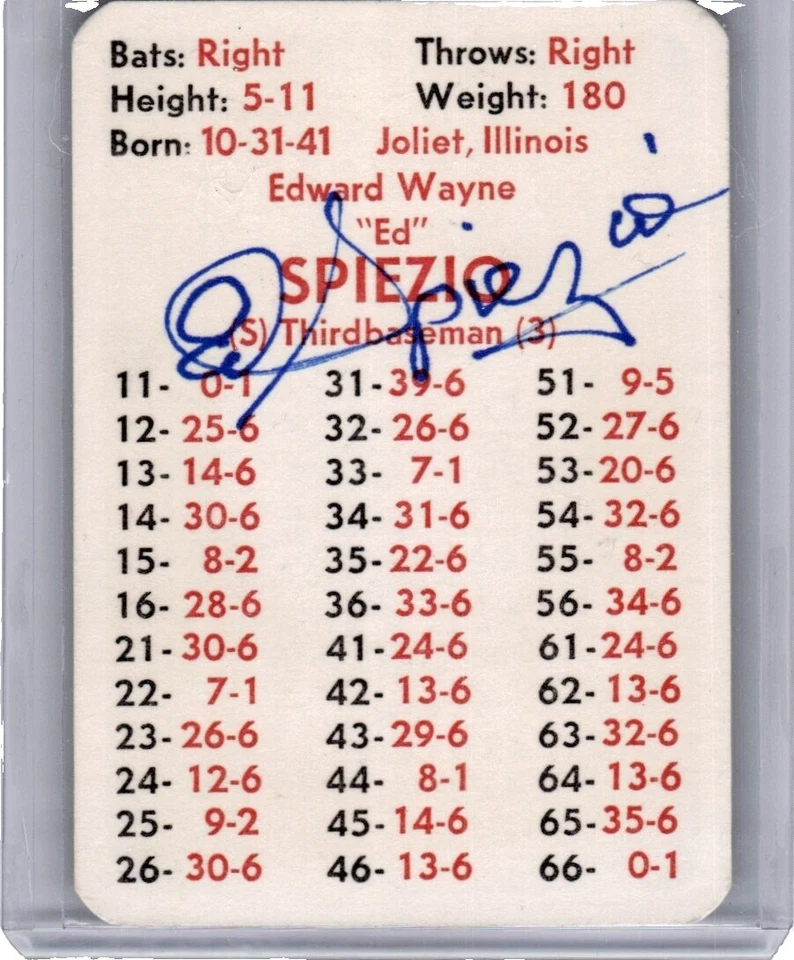 Bats: Right Throws: Right
Height: 5-11 Weight: 180
Born: 10-31-41 Joliet, Illinois
Edward Wayne
"Ed"
SPIEZIO
Ed Spiezio
(S) Thirdbaseman (3)
11- 0-1 31-39-6 51- 9-5
12- 25-6 32- 26-6 52- 27-6
13- 14-6 33- 7-1 53-20-6
14- 30-6 34- 31-6 54- 32-6
15- 8-2 35- 22-6 55- 8-2
16- 28-6 36- 33-6 56- 34-6
21- 30-6 41-24-6 61-24-6
22- 7-1 42- 13-6 62- 13-6
23- 26-6 43- 29-6 63- 32-6
24- 12-6 44- 8-1 64- 13-6
25- 9-2 45- 14-6 65-35-6
26- 30-6 46- 13-6 66- 0-1